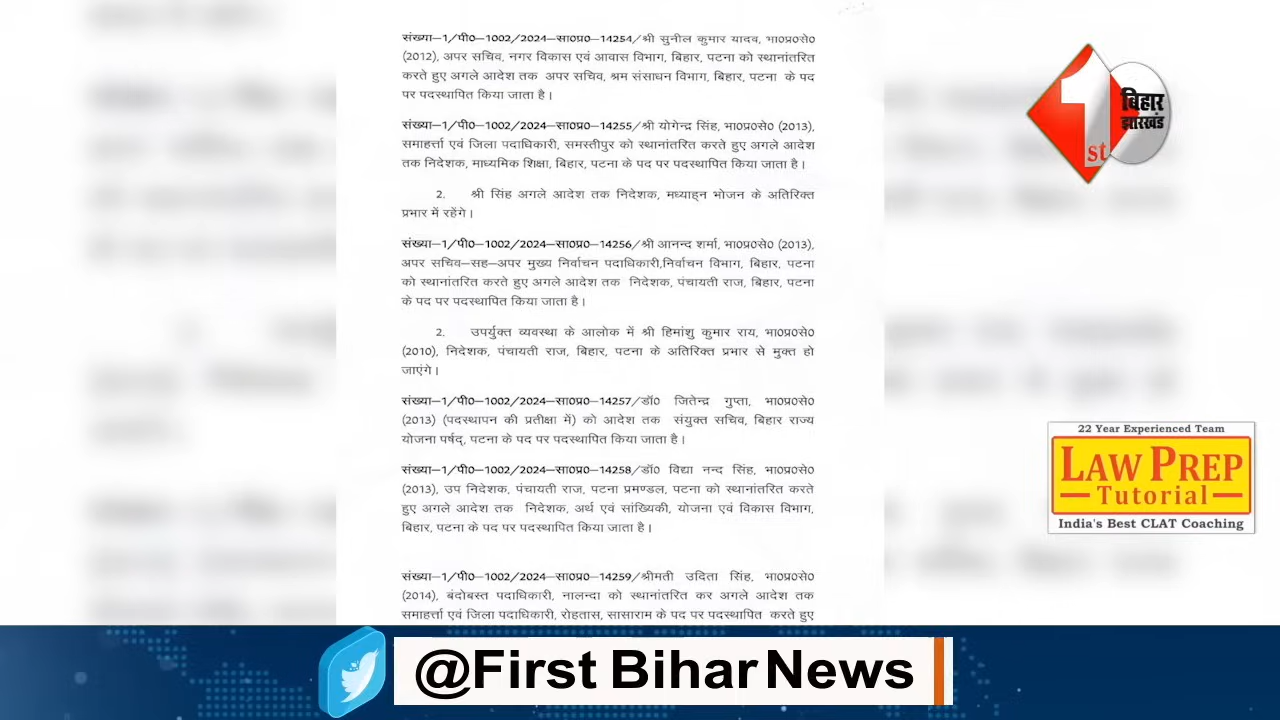 संख्या–1/पी0–1002/2024–सा0प्र0–14254/श्री सुनील कुमार यादव, भा0प्र0से0
(2012), अपर सचिव, नगर विकास एवं आवास विभाग, बिहार, पटना को स्थानांतरित
करते हुए अगले आदेश तक अपर सचिव, श्रम संसाधन विभाग, बिहार, पटना के पद
पर पदस्थापित किया जाता है।
संख्या–1/पी0–1002/2024–सा0प्र0–14255/श्री योगेन्द्र सिंह, भा0प्र0से0 (2013),
समाहर्त्ता एवं जिला पदाधिकारी, समस्तीपुर को स्थानांतरित करते हुए अगले आदेश
तक निदेशक, माध्यमिक शिक्षा, बिहार, पटना के पद पर पदस्थापित किया जाता है।
2. श्री सिंह अगले आदेश तक निदेशक, मध्याह्न भोजन के अतिरिक्त
प्रभार में रहेंगे।
संख्या–1/पी0–1002/2024–सा0प्र0–14256/श्री आनन्द शर्मा, भा0प्र0से0 (2013),
अपर सचिव–सह–अपर मुख्य निर्वाचन पदाधिकारी,निर्वाचन विभाग, बिहार, पटना
को स्थानांतरित करते हुए अगले आदेश तक निदेशक, पंचायती राज, बिहार, पटना
के पद पर पदस्थापित किया जाता है।
2. उपर्युक्त व्यवस्था के आलोक में श्री हिमांशु कुमार राय, भा0प्र0से0
(2010), निदेशक, पंचायती राज, बिहार, पटना के अतिरिक्त प्रभार से मुक्त हो
जाएंगे।
संख्या–1/पी0–1002/2024–सा0प्र0–14257/डॉ0 जितेन्द्र गुप्ता, भा0प्र0से0
(2013) (पदस्थापन की प्रतीक्षा में) को आदेश तक संयुक्त सचिव, बिहार राज्य
योजना पर्षद्, पटना के पद पर पदस्थापित किया जाता है।
संख्या–1/पी0–1002/2024–सा0प्र0–14258/डॉ0 विद्या नन्द सिंह, भा0प्र0से0
(2013), उप निदेशक, पंचायती राज, पटना प्रमण्डल, पटना को स्थानांतरित करते
हुए अगले आदेश तक निदेशक, अर्थ एवं सांख्यिकी, योजना एवं विकास विभाग,
बिहार, पटना के पद पर पदस्थापित किया जाता है।
संख्या–1/पी0–1002/2024–सा0प्र0–14259/श्रीमती उदिता सिंह, भा0प्र0से0
(2014), बंदोबस्त पदाधिकारी, नालन्दा को स्थानांतरित कर अगले आदेश तक
समाहर्त्ता एवं जिला पदाधिकारी, रोहतास, सासाराम के पद पर पदस्थापित करते हुए
1st
बिहार
झारखंड
22 Year Experienced Team
LAW PREP
Tutorial
India's Best CLAT Coaching
@First Bihar News